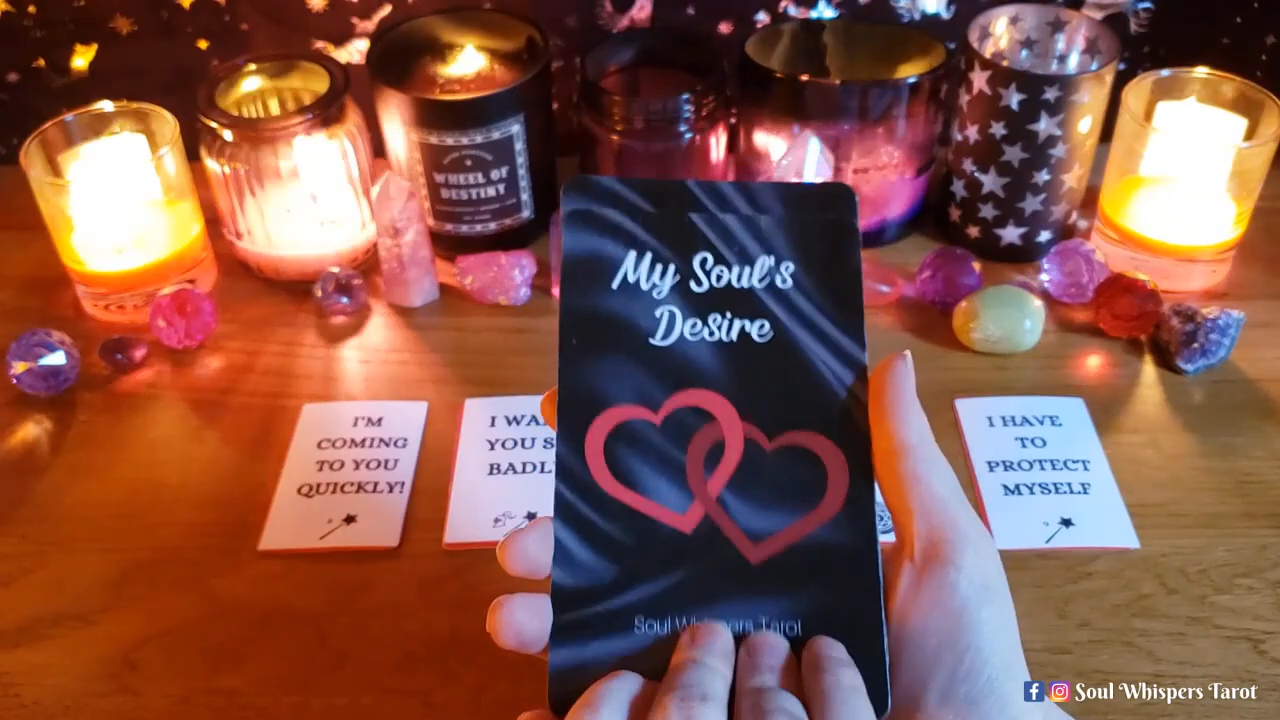 WHEEL OF
DESTINY
My Soul's
Desire
I'M
COMING
TO YOU
QUICKLY!
I WA
YOU S
BADL
I HAVE
TO
PROTECT
MYSELF
Soul Whispers Tarot
Soul Whispers Tarot